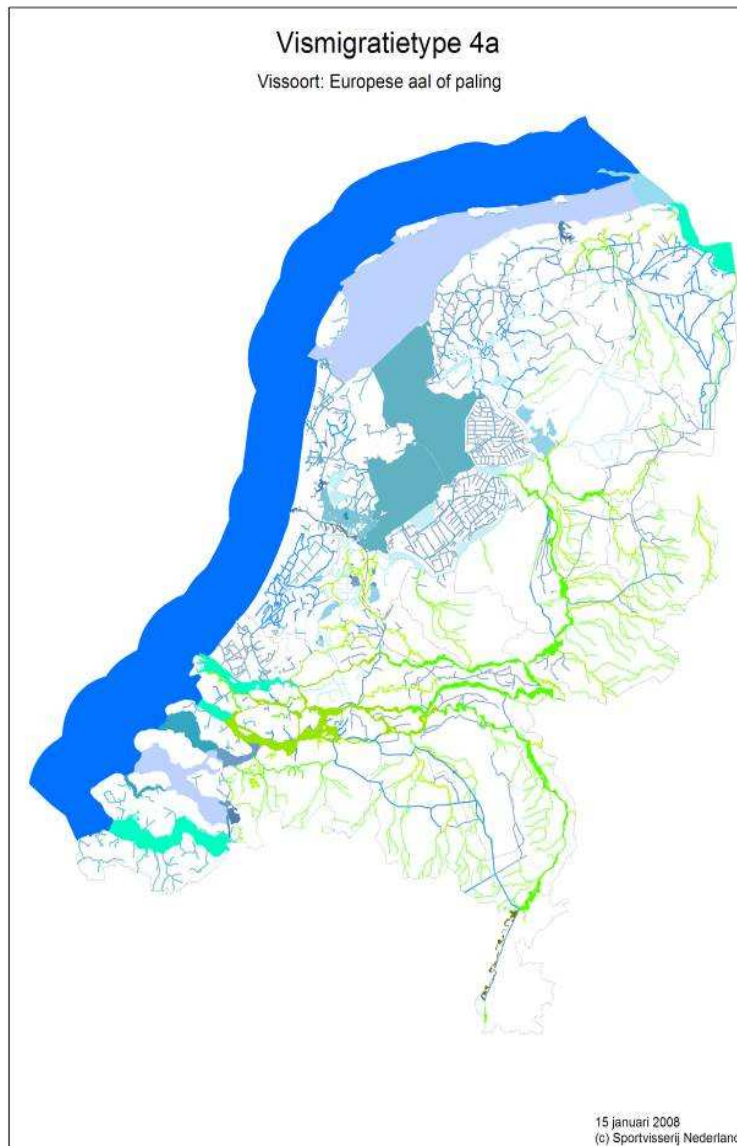 Vismigratietype 4a
Vissoort: Europese aal of paling
15 januari 2008
(c) Sportvisserij Nederland